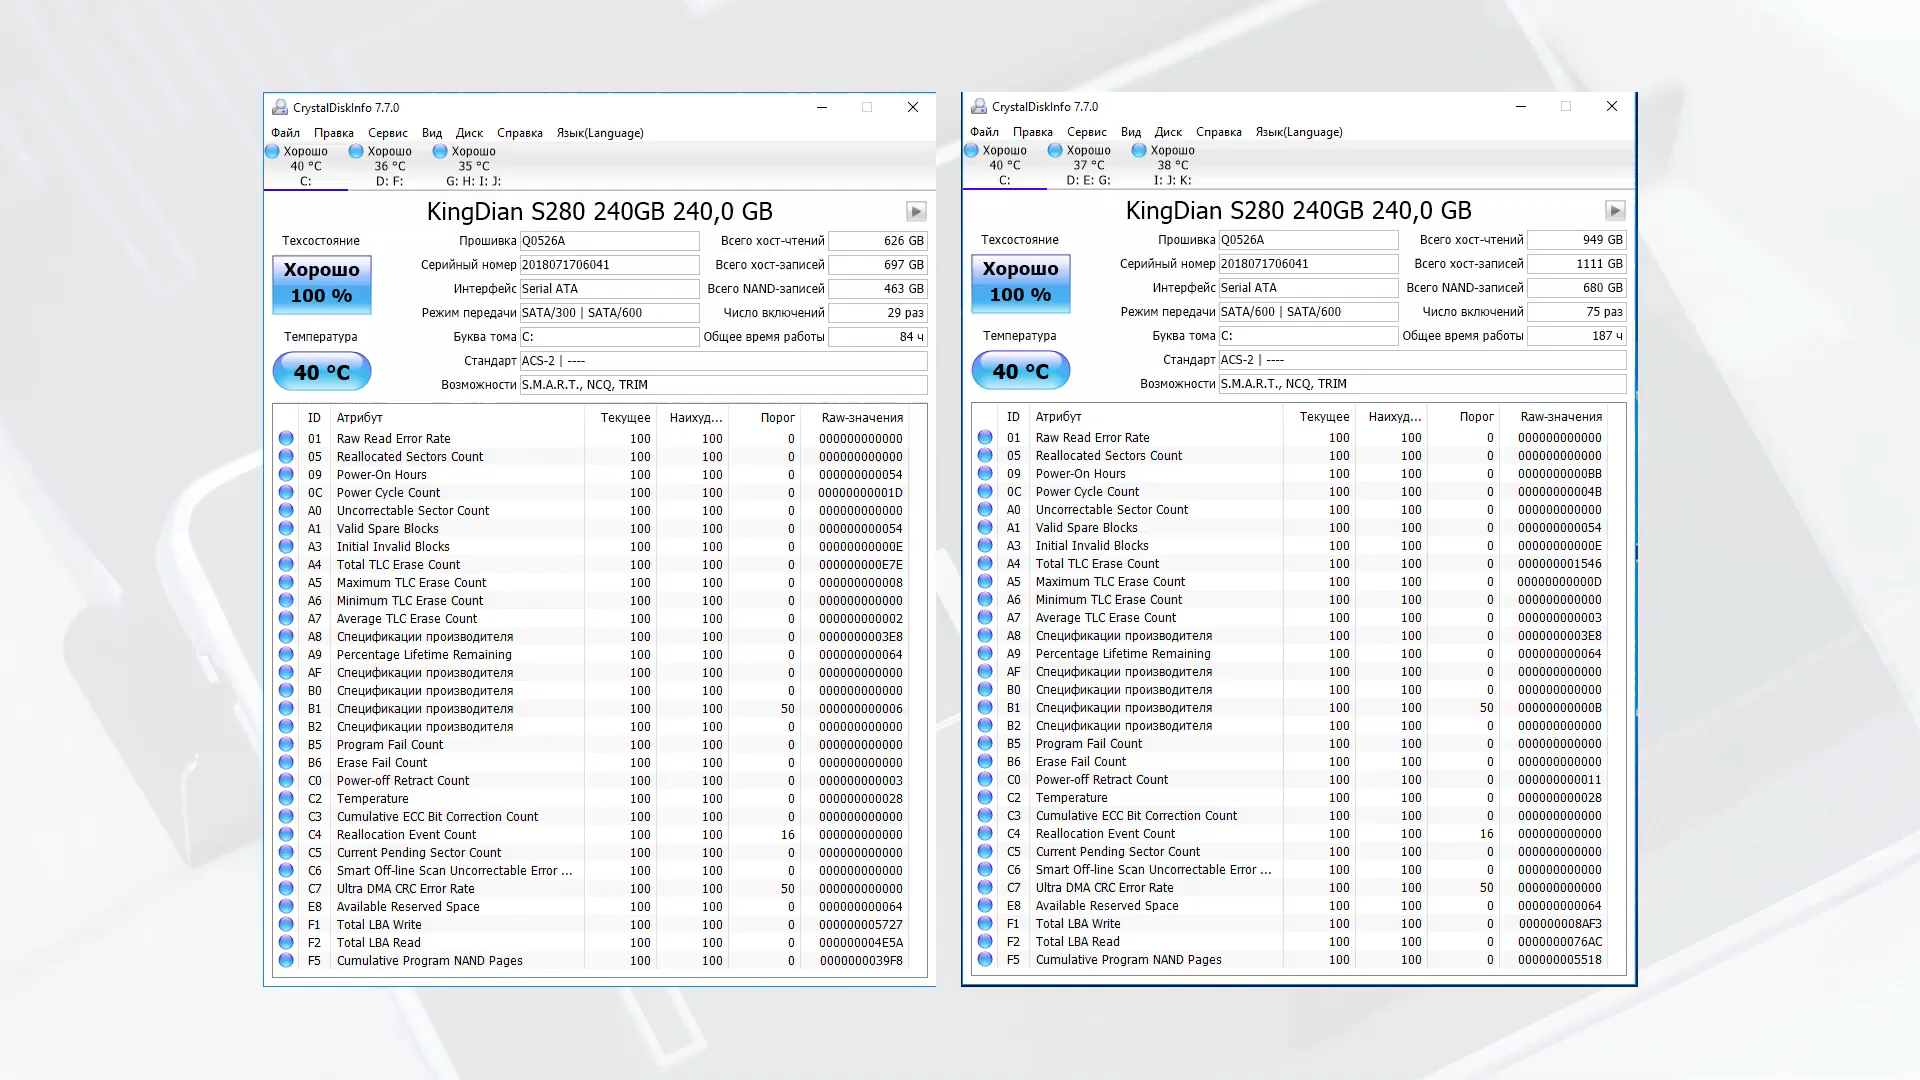 CrystalDiskInfo 7.7.0
Файл Правка Сервис Вид Диск Справка Язык(Language)
Хорошо Хорошо Хорошо
40 °C 36 °C 35 °C
C: D: F: G: H: I: J:
KingDian S280 240GB 240,0 GB
Техсостояние
Хорошо
100 %
Температура
40 °C
Прошивка Q0526A Всего хост-чтений 626 GB
Серийный номер 2018071706041 Всего хост-записей 697 GB
Интерфейс Serial ATA Всего NAND-записей 463 GB
Режим передачи SATA/300 | SATA/600 Число включений 29 раз
Буква тома C: Общее время работы 84 ч
Стандарт ACS-2 | ----
Возможности S.M.A.R.T., NCQ, TRIM
ID Атрибут Текущее Наихуд... Порог Raw-значения
01 Raw Read Error Rate 100 100 0 000000000000
05 Reallocated Sectors Count 100 100 0 000000000000
09 Power-On Hours 100 100 0 000000000054
0C Power Cycle Count 100 100 0 00000000001D
A0 Uncorrectable Sector Count 100 100 0 000000000000
A1 Valid Spare Blocks 100 100 0 000000000054
A3 Initial Invalid Blocks 100 100 0 00000000000E
A4 Total TLC Erase Count 100 100 0 000000000E7E
A5 Maximum TLC Erase Count 100 100 0 000000000008
A6 Minimum TLC Erase Count 100 100 0 000000000000
A7 Average TLC Erase Count 100 100 0 000000000002
A8 Спецификации производителя 100 100 0 0000000003E8
A9 Percentage Lifetime Remaining 100 100 0 000000000064
AF Спецификации производителя 100 100 0 000000000000
B0 Спецификации производителя 100 100 0 000000000000
B1 Спецификации производителя 100 100 50 000000000006
B2 Спецификации производителя 100 100 0 000000000000
B5 Program Fail Count 100 100 0 000000000000
B6 Erase Fail Count 100 100 0 000000000000
C0 Power-off Retract Count 100 100 0 000000000003
C2 Temperature 100 100 0 000000000028
C3 Cumulative ECC Bit Correction Count 100 100 0 000000000000
C4 Reallocation Event Count 100 100 16 000000000000
C5 Current Pending Sector Count 100 100 0 000000000000
C6 Smart Off-line Scan Uncorrectable Error ... 100 100 0 000000000000
C7 Ultra DMA CRC Error Rate 100 100 50 000000000000
E8 Available Reserved Space 100 100 0 000000000064
F1 Total LBA Write 100 100 0 000000005727
F2 Total LBA Read 100 100 0 000000004E5A
F5 Cumulative Program NAND Pages 100 100 0 0000000039F8
CrystalDiskInfo 7.7.0
Файл Правка Сервис Вид Диск Справка Язык(Language)
Хорошо Хорошо Хорошо
40 °C 37 °C 38 °C
C: D: E: G: I: J: K:
KingDian S280 240GB 240,0 GB
Техсостояние
Хорошо
100 %
Температура
40 °C
Прошивка Q0526A Всего хост-чтений 949 GB
Серийный номер 2018071706041 Всего хост-записей 1111 GB
Интерфейс Serial ATA Всего NAND-записей 680 GB
Режим передачи SATA/600 | SATA/600 Число включений 75 раз
Буква тома C: Общее время работы 187 ч
Стандарт ACS-2 | ----
Возможности S.M.A.R.T., NCQ, TRIM
ID Атрибут Текущее Наихуд... Порог Raw-значения
01 Raw Read Error Rate 100 100 0 000000000000
05 Reallocated Sectors Count 100 100 0 000000000000
09 Power-On Hours 100 100 0 0000000000BB
0C Power Cycle Count 100 100 0 00000000004B
A0 Uncorrectable Sector Count 100 100 0 000000000000
A1 Valid Spare Blocks 100 100 0 000000000054
A3 Initial Invalid Blocks 100 100 0 00000000000E
A4 Total TLC Erase Count 100 100 0 000000001546
A5 Maximum TLC Erase Count 100 100 0 00000000000D
A6 Minimum TLC Erase Count 100 100 0 000000000000
A7 Average TLC Erase Count 100 100 0 000000000003
A8 Спецификации производителя 100 100 0 0000000003E8
A9 Percentage Lifetime Remaining 100 100 0 000000000064
AF Спецификации производителя 100 100 0 000000000000
B0 Спецификации производителя 100 100 0 000000000000
B1 Спецификации производителя 100 100 50 00000000000B
B2 Спецификации производителя 100 100 0 000000000000
B5 Program Fail Count 100 100 0 000000000000
B6 Erase Fail Count 100 100 0 000000000000
C0 Power-off Retract Count 100 100 0 000000000011
C2 Temperature 100 100 0 000000000028
C3 Cumulative ECC Bit Correction Count 100 100 0 000000000000
C4 Reallocation Event Count 100 100 16 000000000000
C5 Current Pending Sector Count 100 100 0 000000000000
C6 Smart Off-line Scan Uncorrectable Error ... 100 100 0 000000000000
C7 Ultra DMA CRC Error Rate 100 100 50 000000000000
E8 Available Reserved Space 100 100 0 000000000064
F1 Total LBA Write 100 100 0 000000008AF3
F2 Total LBA Read 100 100 0 0000000076AC
F5 Cumulative Program NAND Pages 100 100 0 000000005518